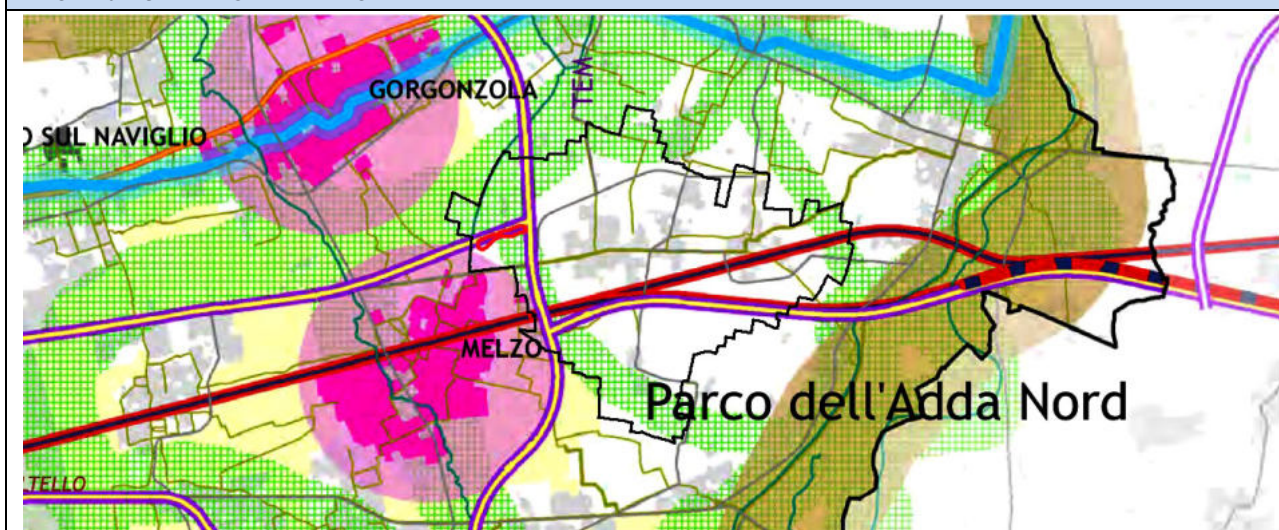 TEM
GORGONZOLA
O SUL NAVIGLIO
MELZO
Parco dell'Adda Nord
TELLO